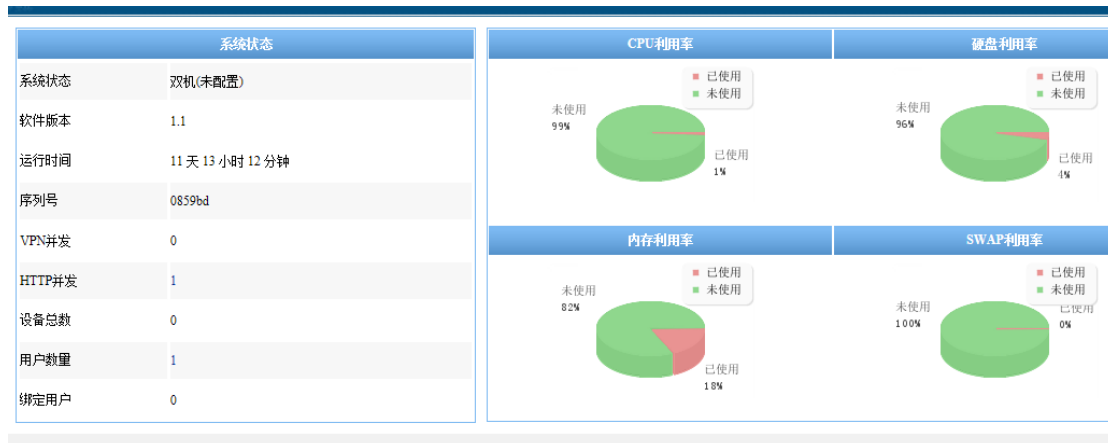 系统状态
系统状态 双机(未配置)
软件版本 1.1
运行时间 11 天 13 小时 12 分钟
序列号 0859bd
VPN并发 0
HTTP并发 1
设备总数 0
用户数量 1
绑定用户 0
CPU利用率
已使用
未使用
未使用
99%
已使用
1%
硬盘利用率
已使用
未使用
未使用
96%
已使用
4%
内存利用率
已使用
未使用
未使用
82%
已使用
18%
SWAP利用率
已使用
未使用
未使用
100%
已使用
0%